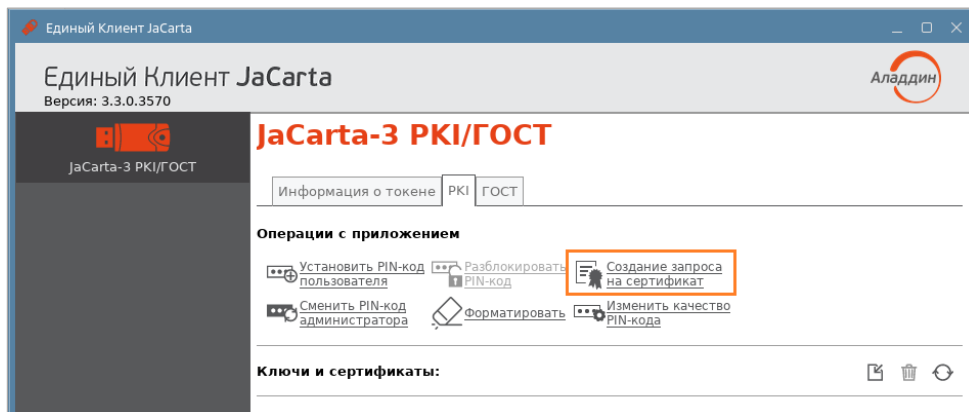 Единый Клиент JaCarta
Единый Клиент JaCarta
Версия: 3.3.0.3570
Аладдин
JaCarta-3 PKI/ГОСТ
JaCarta-3 PKI/ГОСТ
Информация о токене PKI ГОСТ
Операции с приложением
Установить PIN-код
пользователя
Разблокировать
PIN-код
Создание запроса
на сертификат
Сменить PIN-код
администратора
Форматировать
Изменить качество
PIN-кода
Ключи и сертификаты: